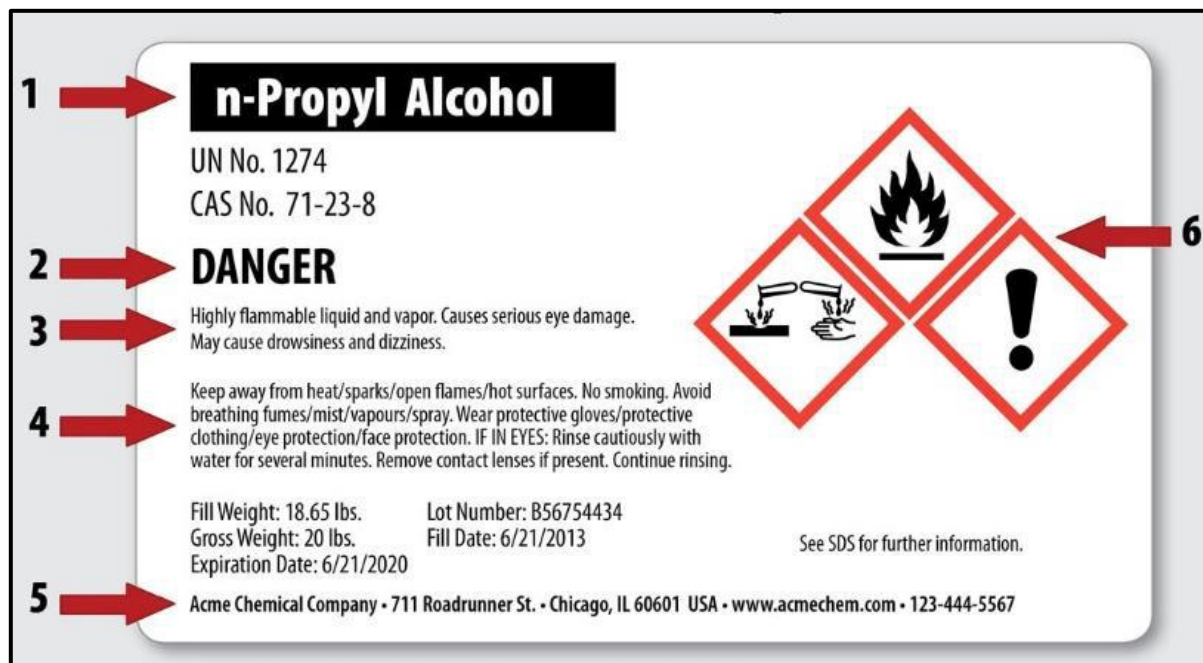 1
n-Propyl Alcohol
UN No. 1274
CAS No. 71-23-8
2
DANGER
3
Highly flammable liquid and vapor. Causes serious eye damage.
May cause drowsiness and dizziness.
4
Keep away from heat/sparks/open flames/hot surfaces. No smoking. Avoid
breathing fumes/mist/vapours/spray. Wear protective gloves/protective
clothing/eye protection/face protection. IF IN EYES: Rinse cautiously with
water for several minutes. Remove contact lenses if present. Continue rinsing.
Fill Weight: 18.65 lbs. Lot Number: B56754434
Gross Weight: 20 lbs. Fill Date: 6/21/2013
Expiration Date: 6/21/2020
See SDS for further information.
5
Acme Chemical Company • 711 Roadrunner St. • Chicago, IL 60601 USA • www.acmechem.com • 123-444-5567
6